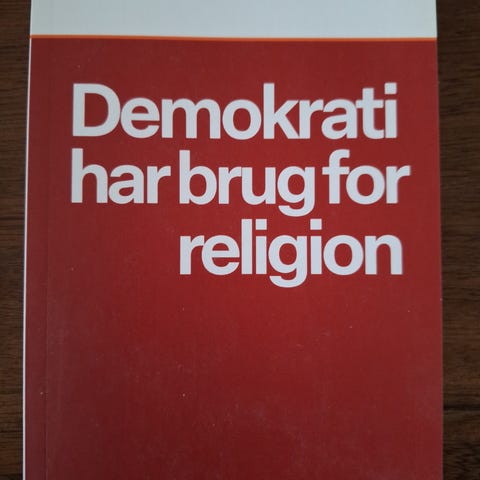 Demokrati
har brug for
religion